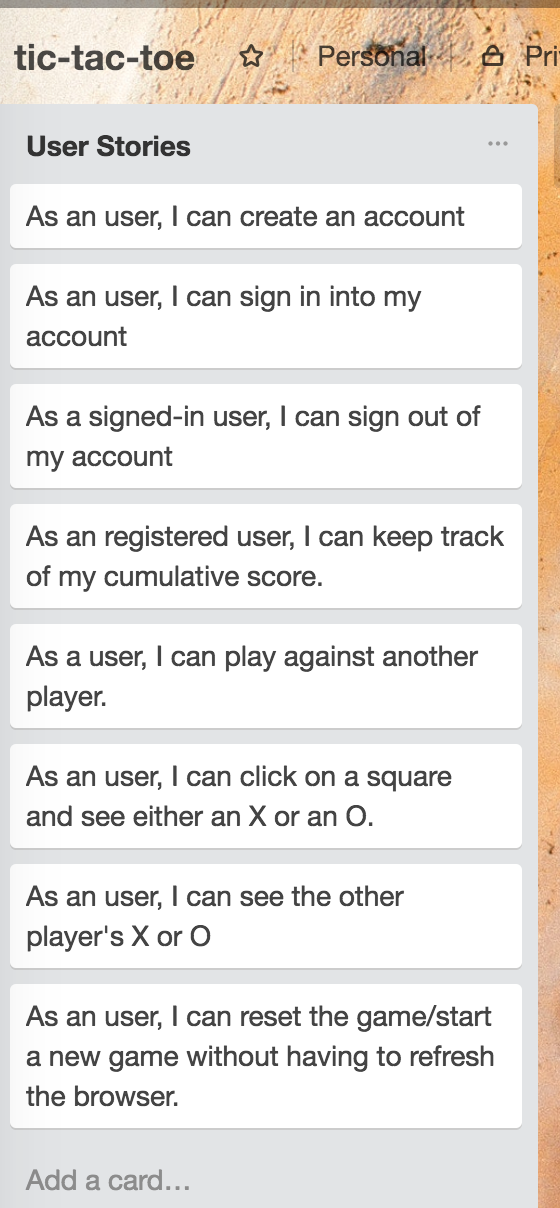 tic-tac-toe Personal
User Stories
As an user, I can create an account
As an user, I can sign in into my
account
As a signed-in user, I can sign out of
my account
As an registered user, I can keep track
of my cumulative score.
As a user, I can play against another
player.
As an user, I can click on a square
and see either an X or an O.
As an user, I can see the other
player's X or O
As an user, I can reset the game/start
a new game without having to refresh
the browser.
Add a card...